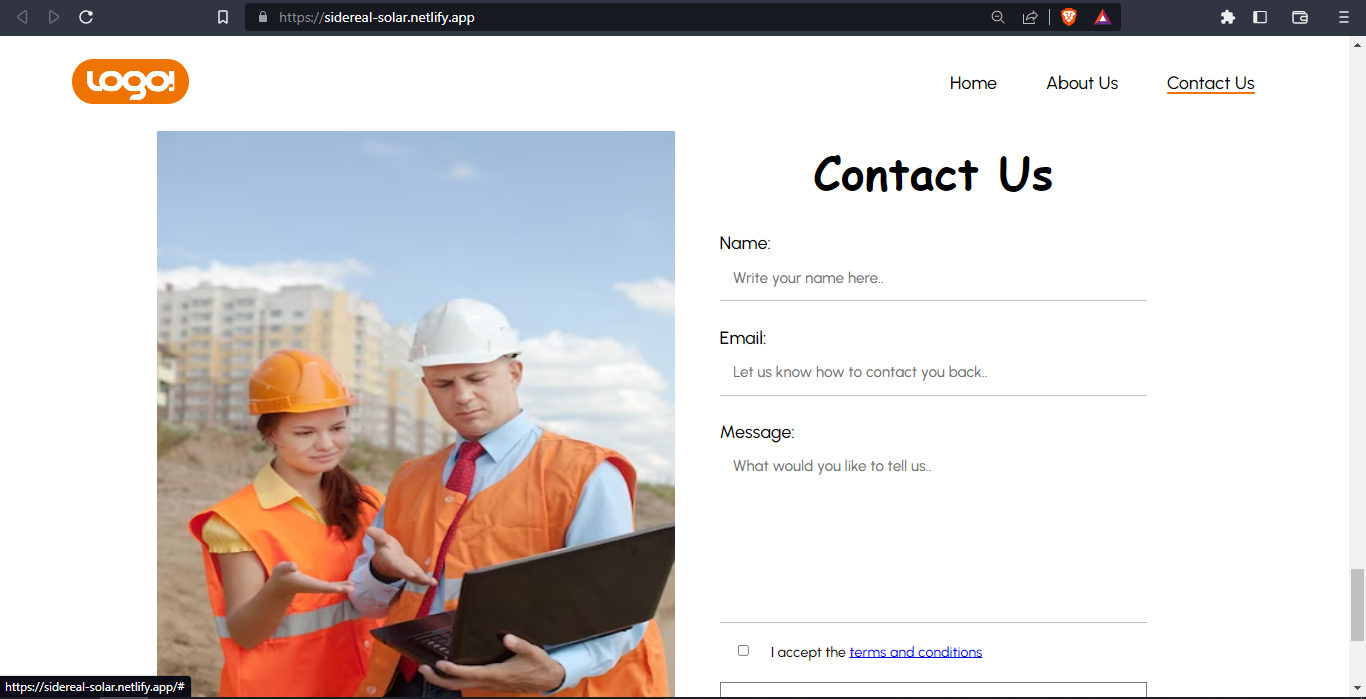 https://sidereal-solar.netlify.app
LOGO!
Home About Us Contact Us
Contact Us
Name:
Write your name here..
Email:
Let us know how to contact you back..
Message:
What would you like to tell us..
I accept the terms and conditions
https://sidereal-solar.netlify.app/#